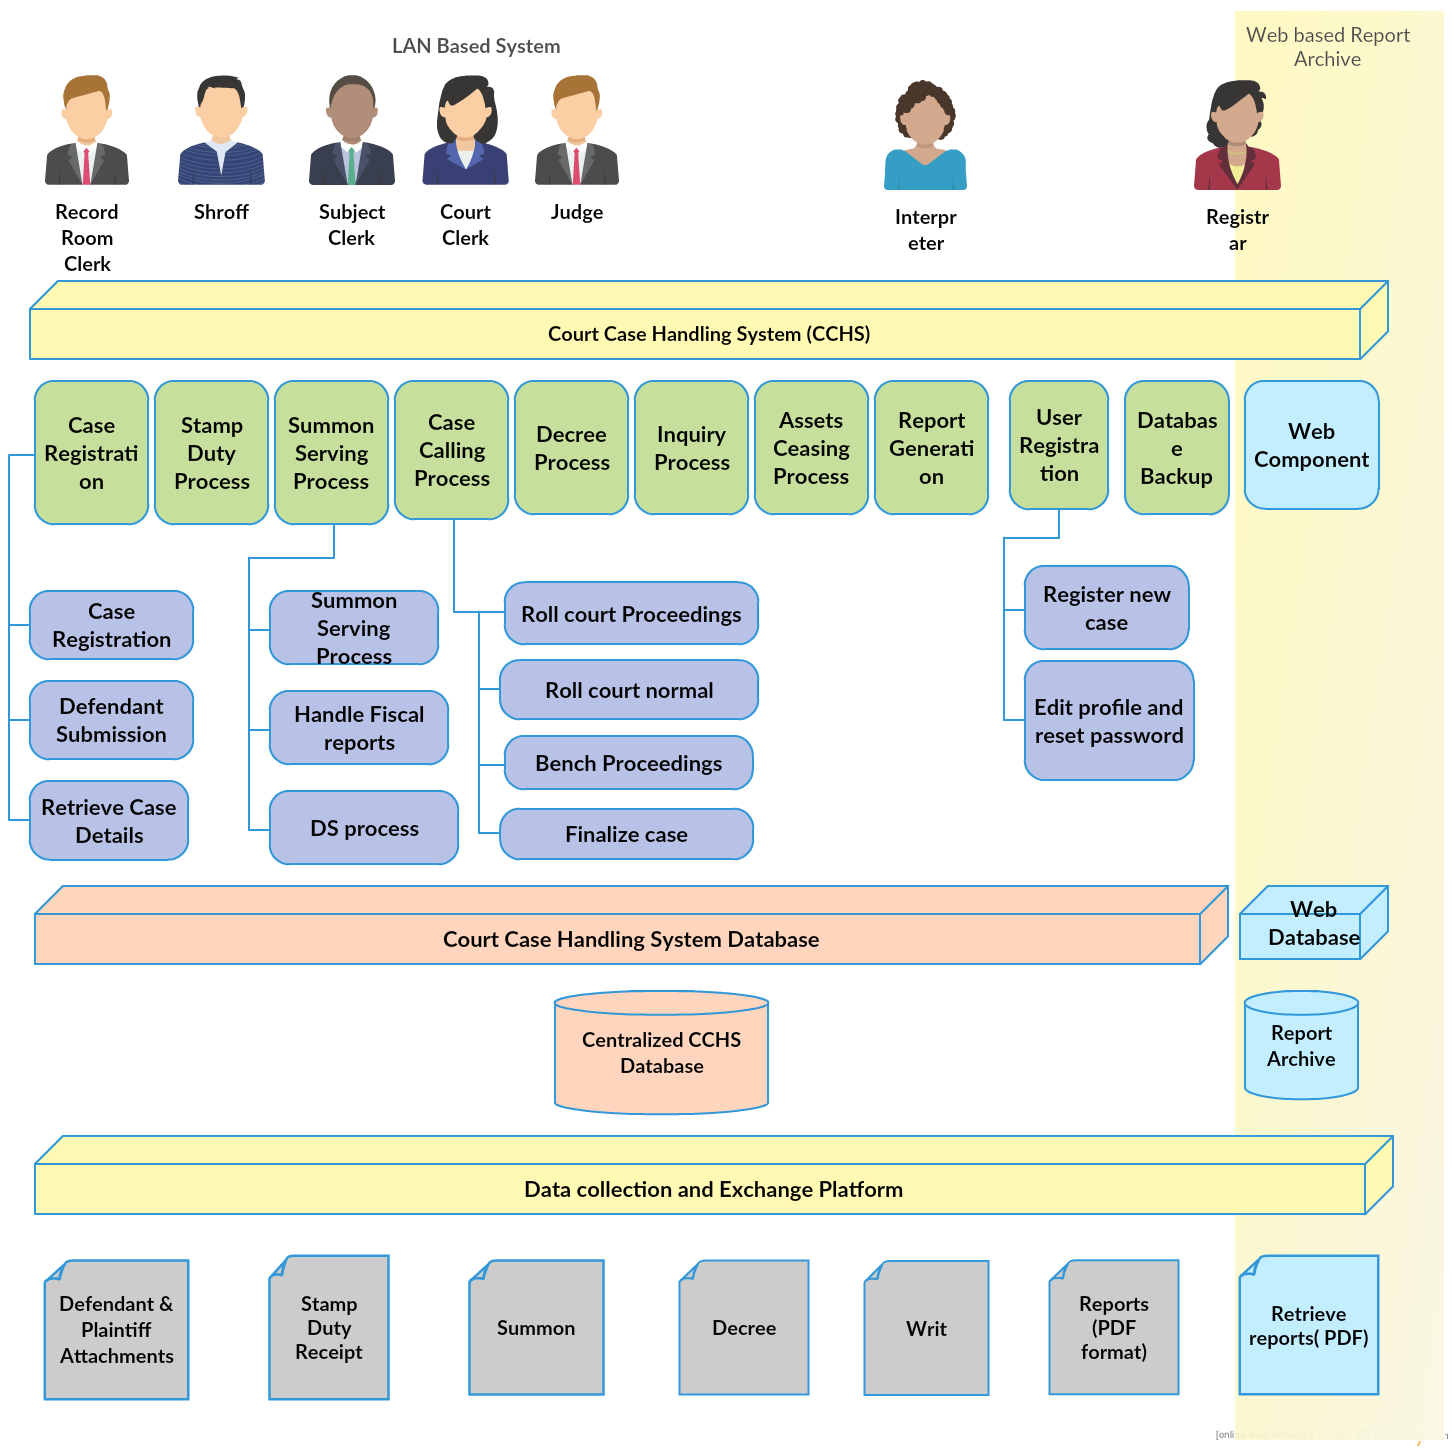 LAN Based System
Web based Report
Archive
Record
Room
Clerk
Shroff
Subject
Clerk
Court
Clerk
Judge
Interpr
eter
Registr
ar
Court Case Handling System (CCHS)
Case
Registrati
on
Stamp
Duty
Process
Summon
Serving
Process
Case
Calling
Process
Decree
Process
Inquiry
Process
Assets
Ceasing
Process
Report
Generati
on
User
Registra
tion
Databas
e
Backup
Web
Component
Case
Registration
Defendant
Submission
Retrieve Case
Details
Summon
Serving
Process
Handle Fiscal
reports
DS process
Roll court Proceedings
Roll court normal
Bench Proceedings
Finalize case
Register new
case
Edit profile and
reset password
Court Case Handling System Database
Web
Database
Centralized CCHS
Database
Report
Archive
Data collection and Exchange Platform
Defendant &
Plaintiff
Attachments
Stamp
Duty
Receipt
Summon
Decree
Writ
Reports
(PDF
format)
Retrieve
reports( PDF)